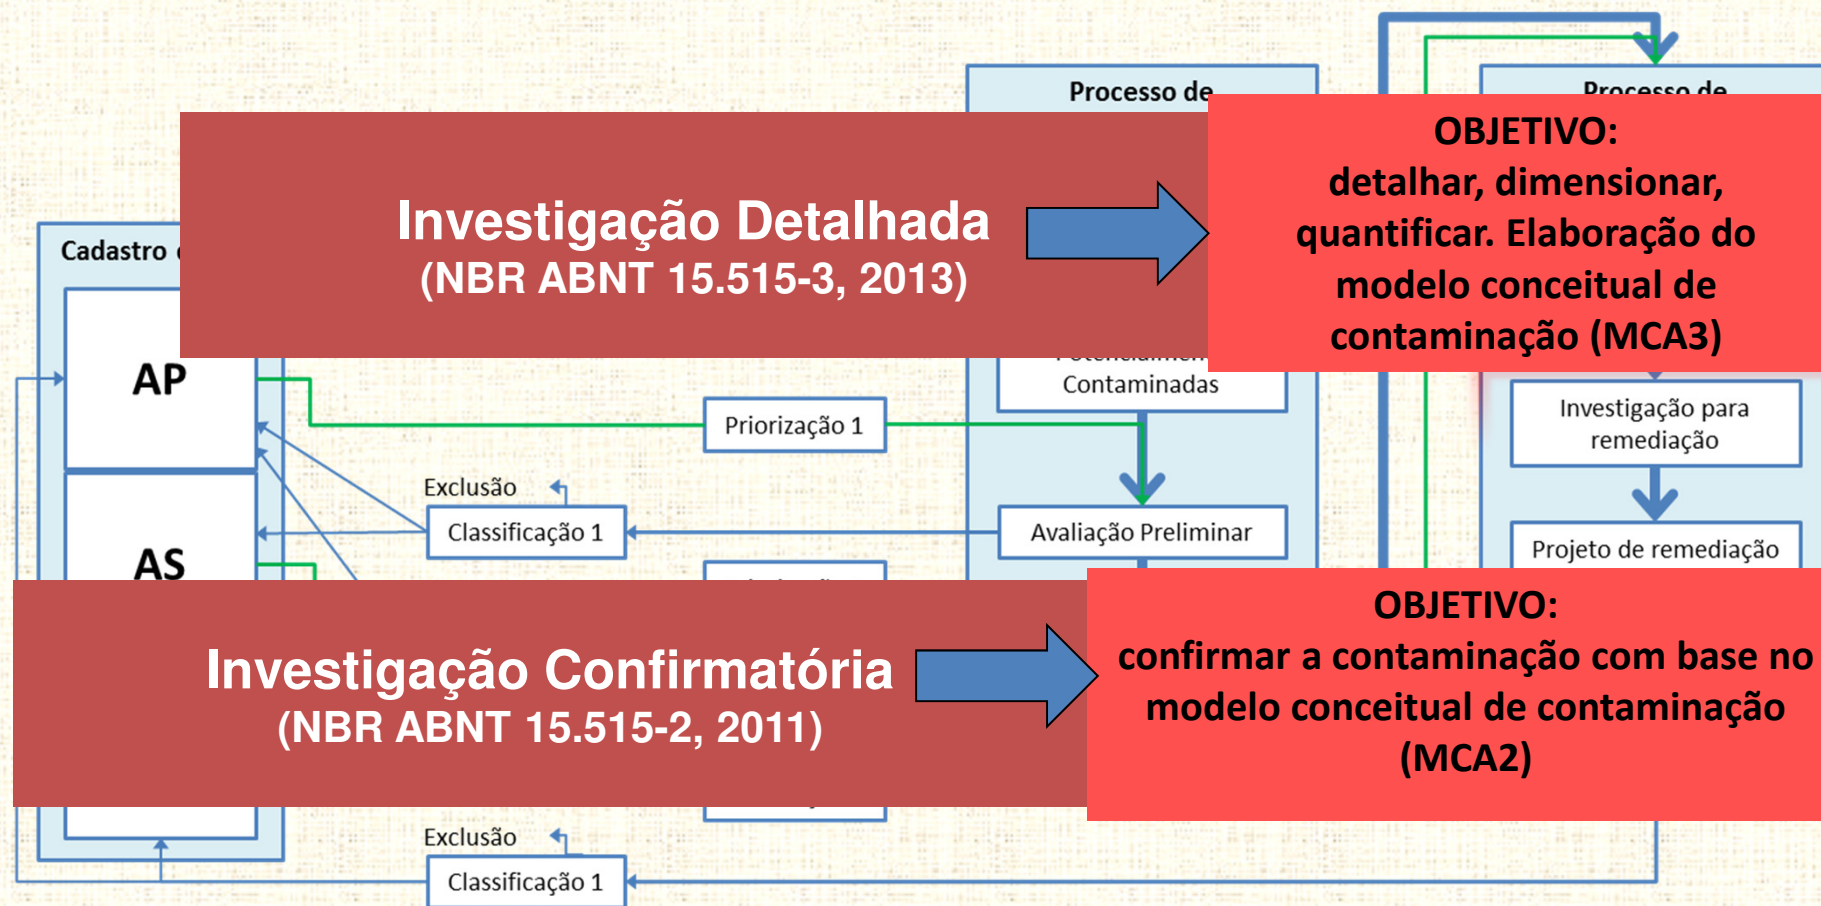 Processo de
Processo de
OBJETIVO:
detalhar, dimensionar,
quantificar. Elaboração do
modelo conceitual de
contaminação (MCA3)
Investigação Detalhada
(NBR ABNT 15.515-3, 2013)
Cadastro
AP
Contaminadas
Priorização 1
Investigação para
remediação
Exclusão
Classificação 1
Avaliação Preliminar
Projeto de remediação
AS
OBJETIVO:
confirmar a contaminação com base no
modelo conceitual de contaminação
(MCA2)
Investigação Confirmatória
(NBR ABNT 15.515-2, 2011)
Exclusão
Classificação 1